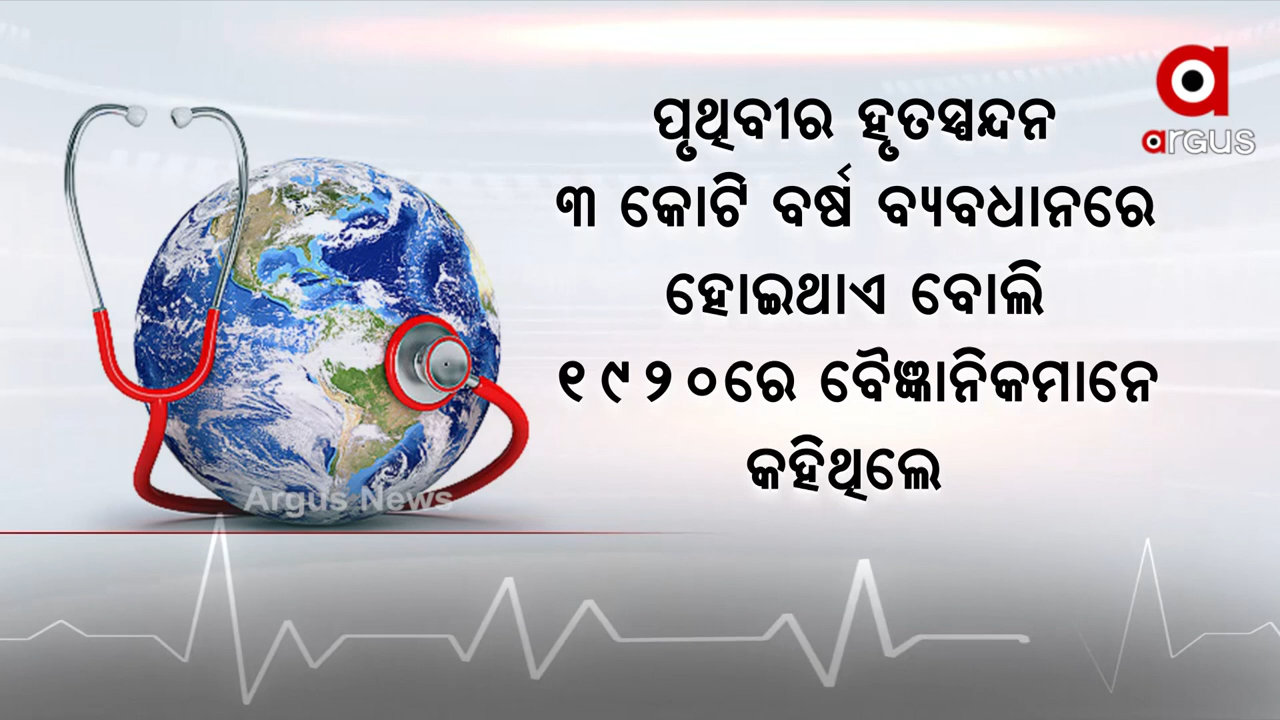 ପୃଥିବୀର ହୃତସ୍ପନ୍ଦନ
୩ କୋଟି ବର୍ଷ ବ୍ୟବଧାନରେ
ହୋଇଥାଏ ବୋଲି
୧୯୨୦ରେ ବୈଜ୍ଞାନିକମାନେ
କହିଥିଲେ
a
argus
Argus News